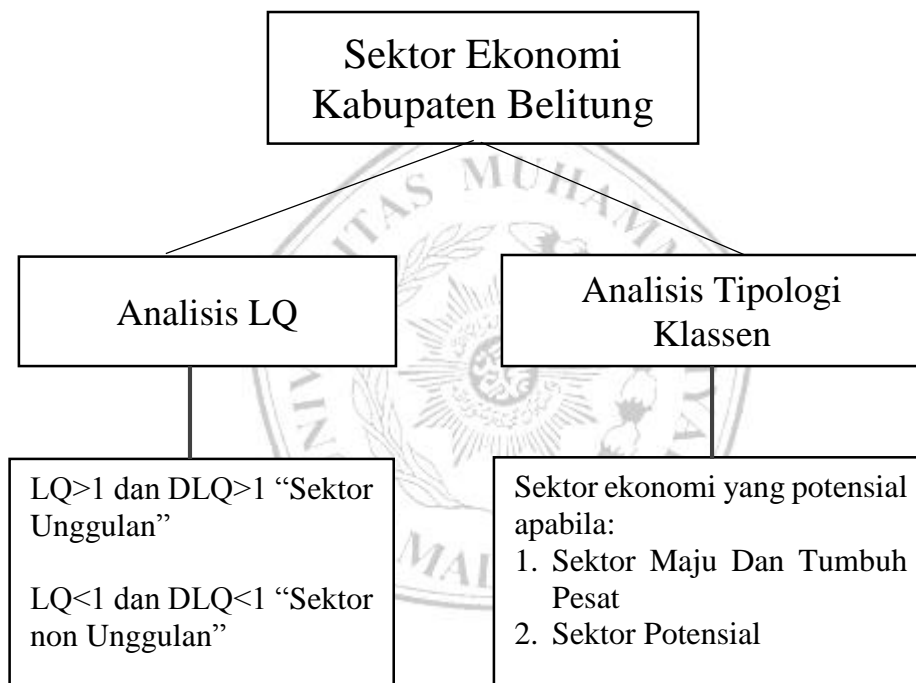 Sektor Ekonomi
Kabupaten Belitung
Analisis LQ
Analisis Tipologi
Klassen
LQ>1 dan DLQ>1 “Sektor
Unggulan”
LQ<1 dan DLQ<1 “Sektor
non Unggulan”
Sektor ekonomi yang potensial
apabila:
1. Sektor Maju Dan Tumbuh
Pesat
2. Sektor Potensial